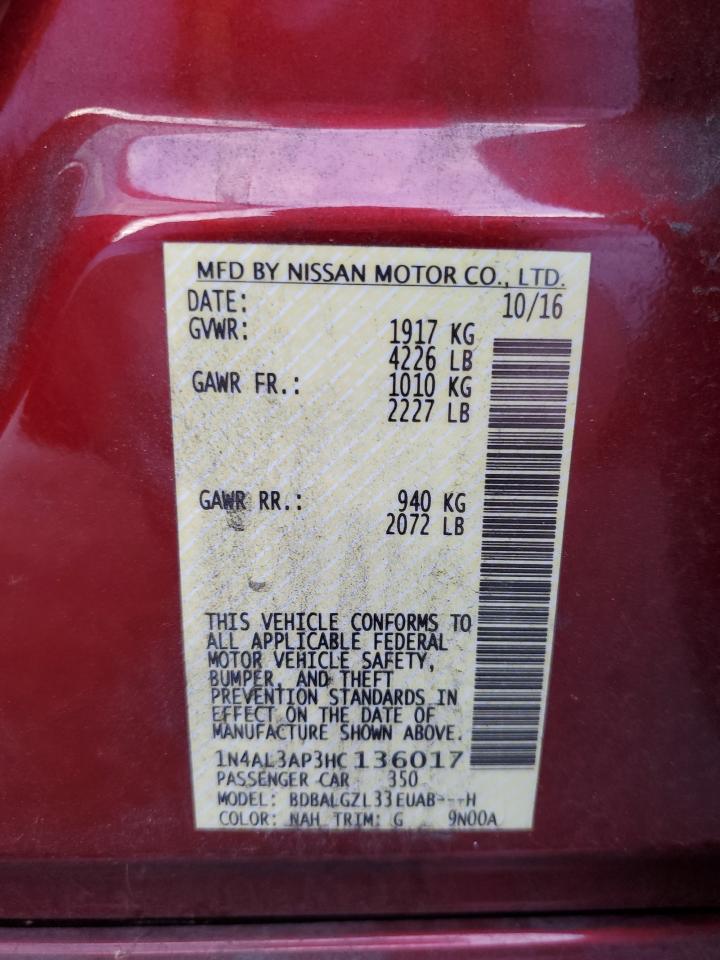 MFD BY NISSAN MOTOR CO., LTD.
DATE: 10/16
GVWR: 1917 KG
4226 LB
GAWR FR.: 1010 KG
2227 LB
GAWR RR.: 940 KG
2072 LB
THIS VEHICLE CONFORMS TO
ALL APPLICABLE FEDERAL
MOTOR VEHICLE SAFETY,
BUMPER, AND THEFT
PREVENTION STANDARDS IN
EFFECT ON THE DATE OF
MANUFACTURE SHOWN ABOVE.
1N4AL3AP3HC136017
PASSENGER CAR 350
MODEL: BDBALGZL33EUAB---H
COLOR: NAH TRIM: G 9N00A